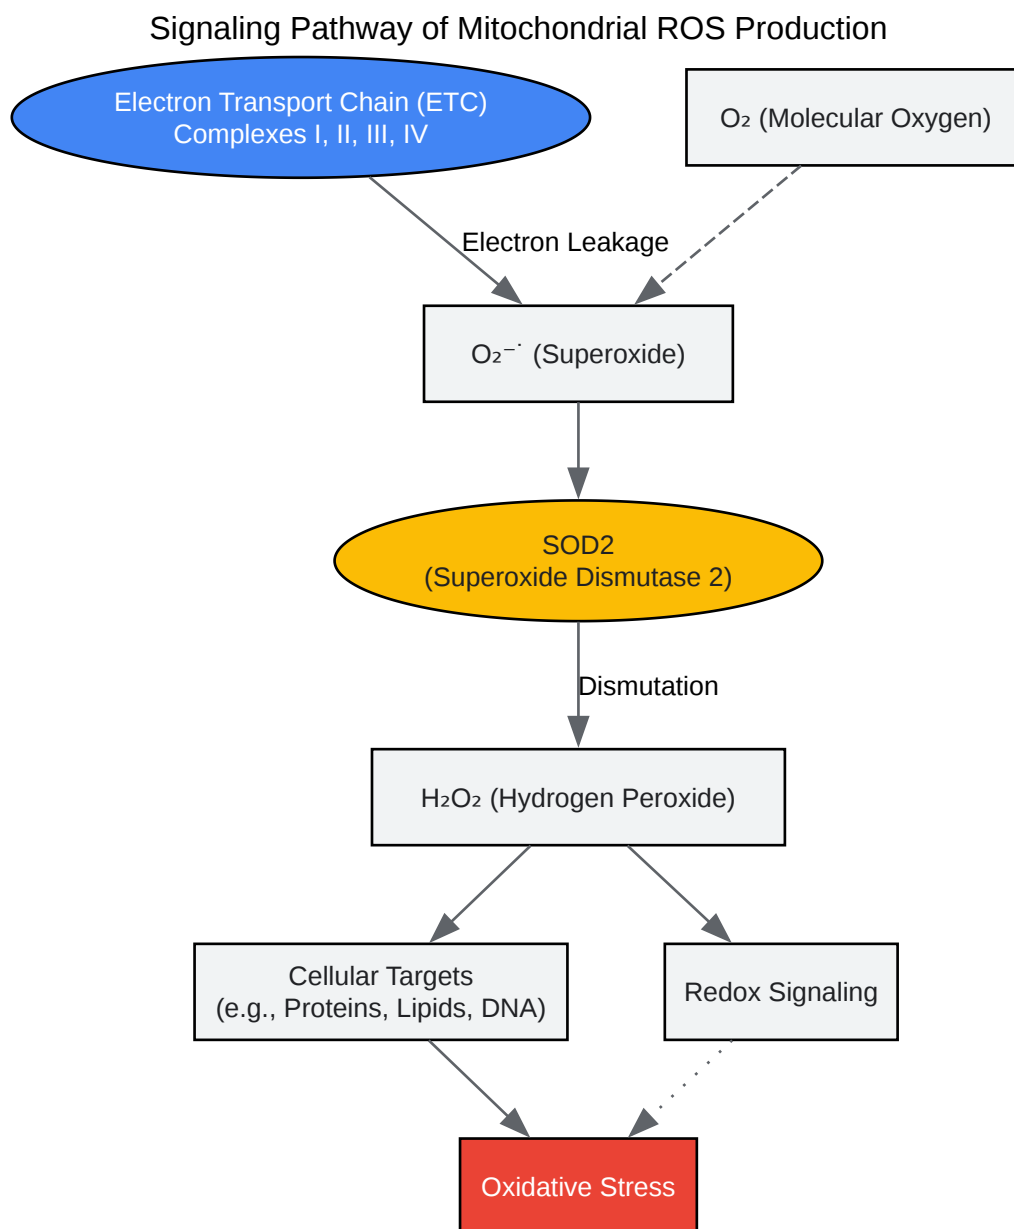 Signaling Pathway of Mitochondrial ROS Production
Electron Transport Chain (ETC)
Complexes I, II, III, IV
O₂ (Molecular Oxygen)
Electron Leakage
O₂⁻˙ (Superoxide)
SOD2
(Superoxide Dismutase 2)
Dismutation
H₂O₂ (Hydrogen Peroxide)
Cellular Targets
(e.g., Proteins, Lipids, DNA)
Redox Signaling
Oxidative Stress